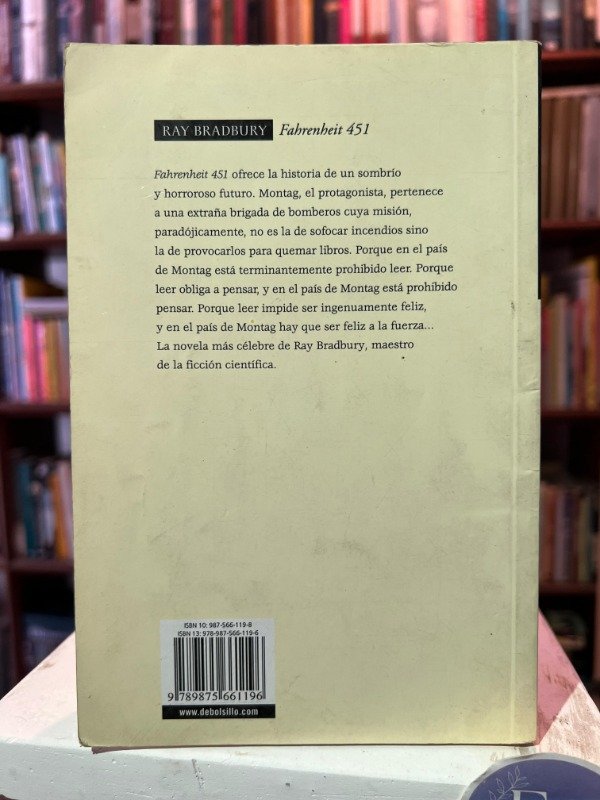 RAY BRADBURY Fahrenheit 451
Fahrenheit 451 ofrece la historia de un sombrío
y horroroso futuro. Montag, el protagonista, pertenece
a una extraña brigada de bomberos cuya misión,
paradójicamente, no es la de sofocar incendios sino
la de provocarlos para quemar libros. Porque en el país
de Montag está terminantemente prohibido leer. Porque
leer obliga a pensar, y en el país de Montag está prohibido
pensar. Porque leer impide ser ingenuamente feliz,
y en el país de Montag hay que ser feliz a la fuerza...
La novela más célebre de Ray Bradbury, maestro
de la ficción científica.
ISBN 10: 987-566-119-8
ISBN 13: 978-987-566-119-6
9 789875 661196
www.debolsillo.com